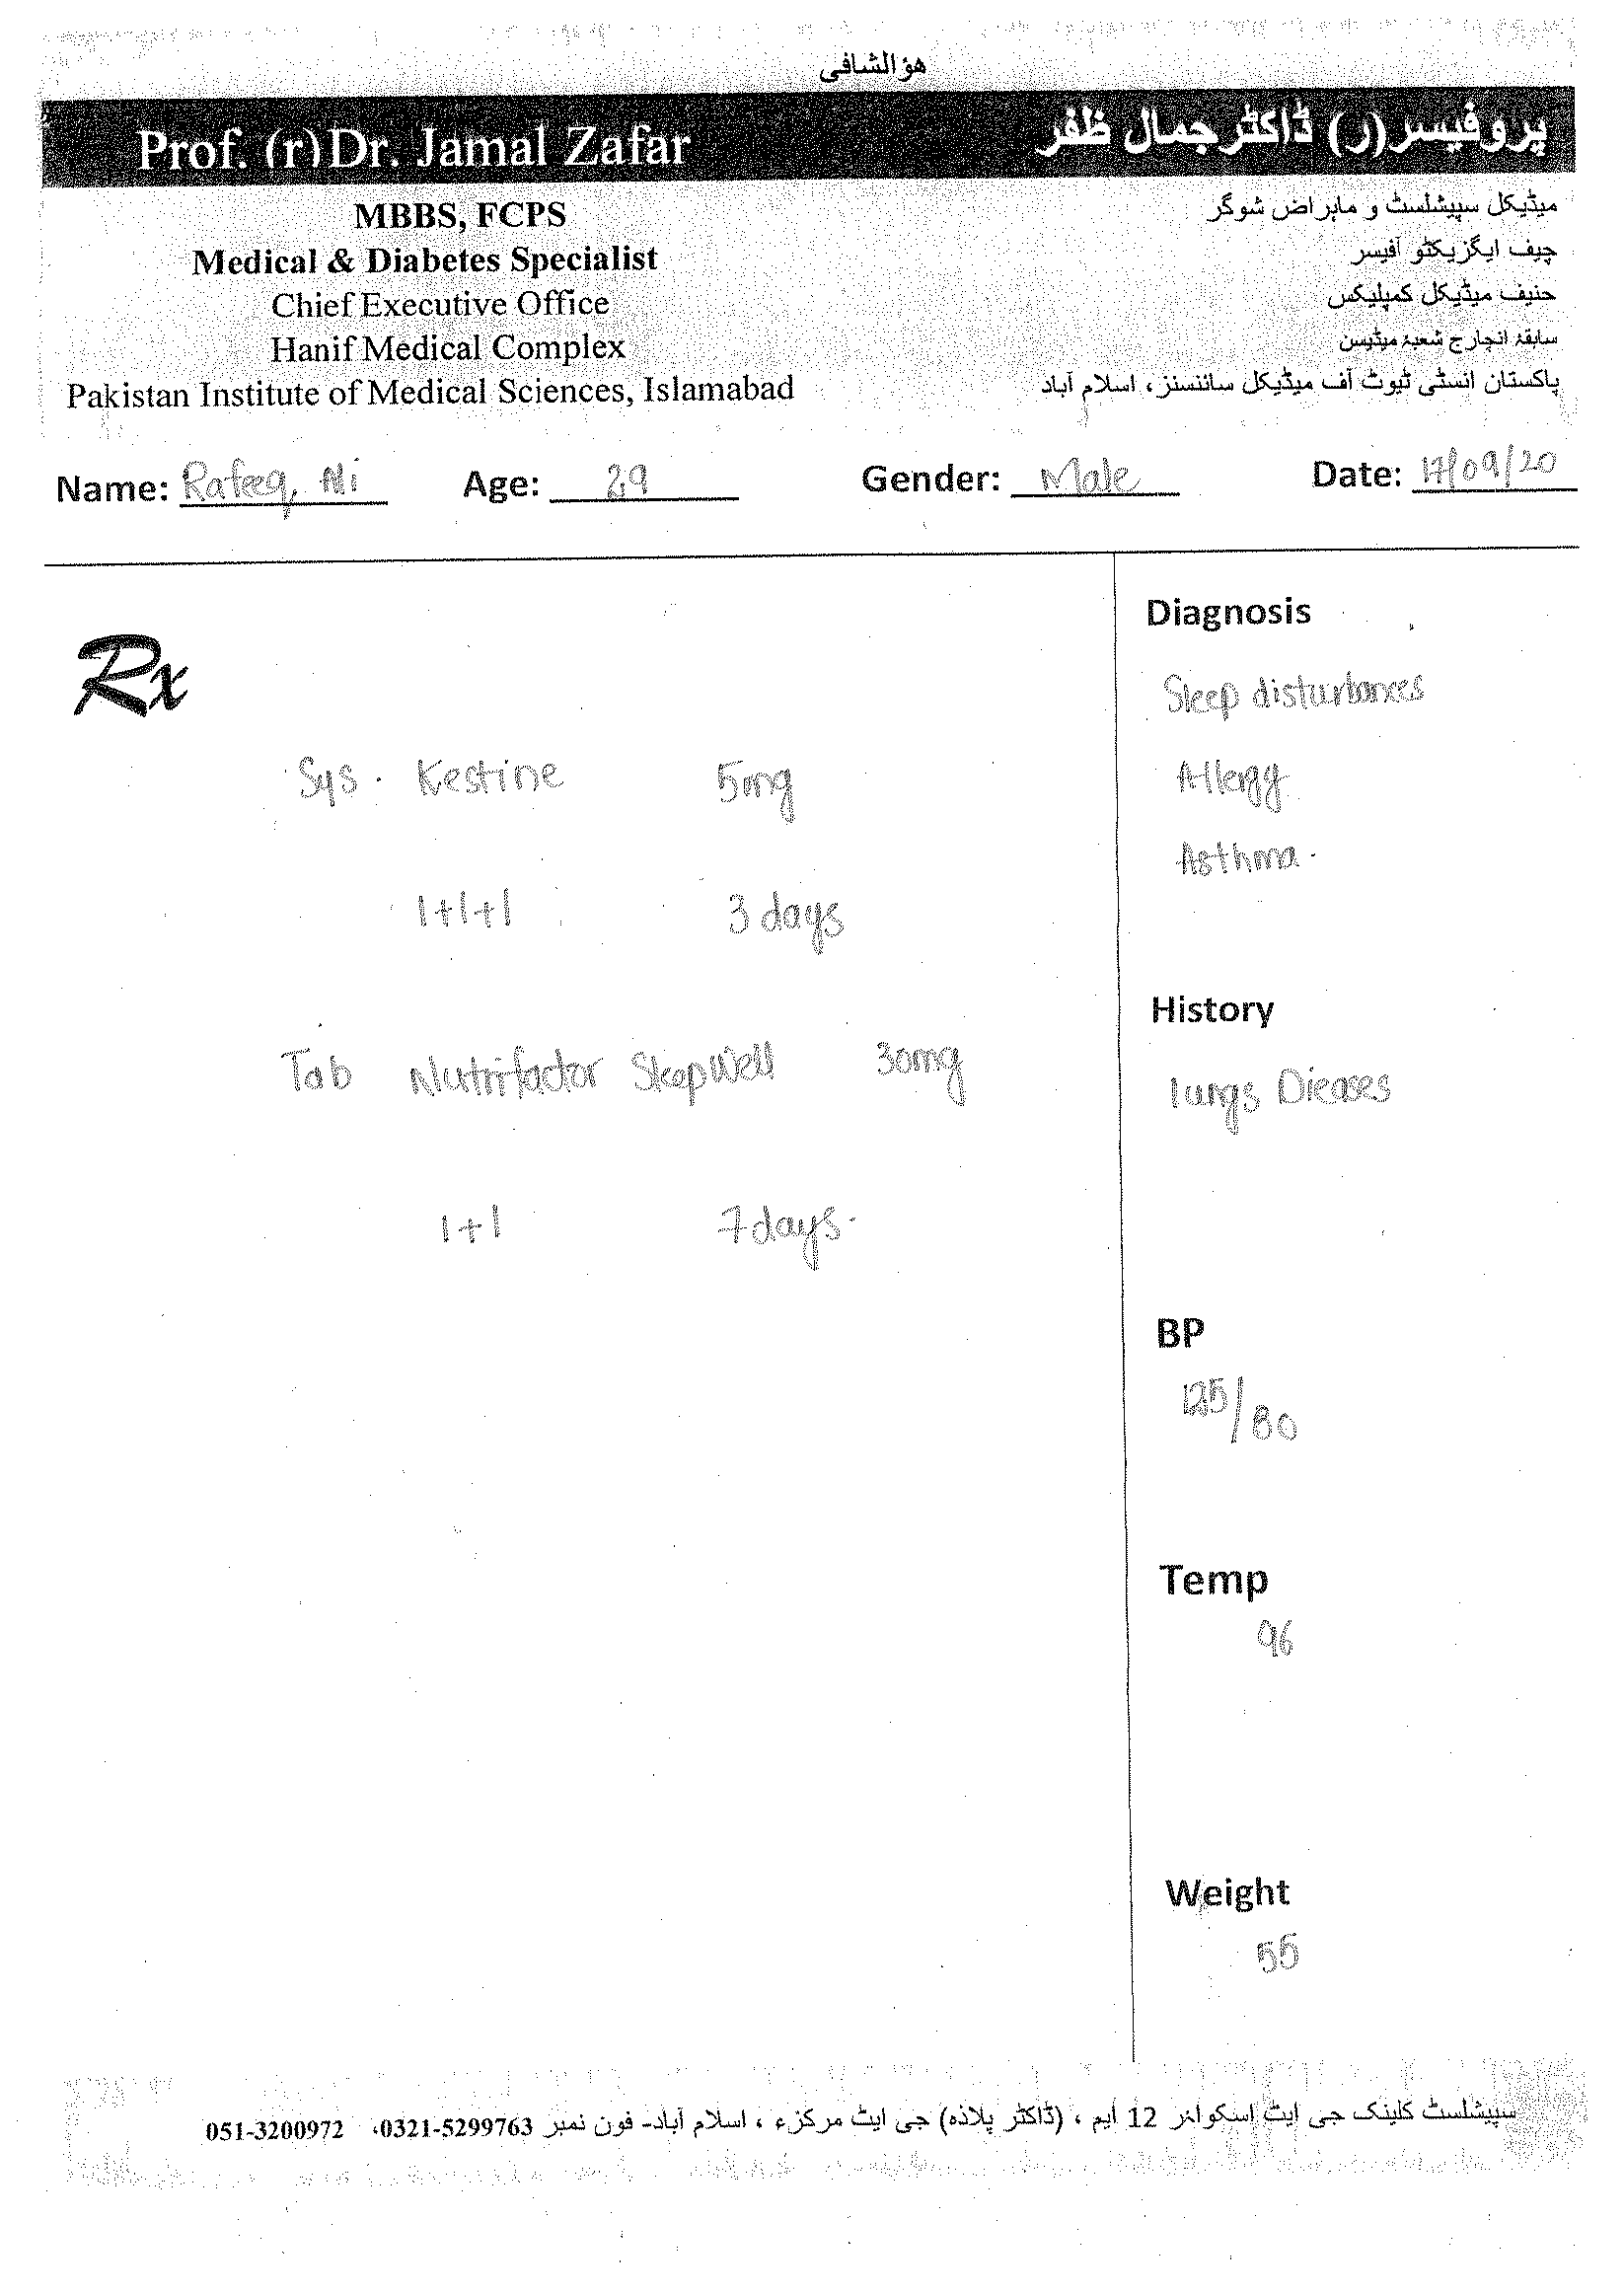 هوالشافی
Prof. (r) Dr. Jamal Zafar
پروفیسر(ر) ڈاکٹر جمال ظفر
MBBS, FCPS
Medical & Diabetes Specialist
Chief Executive Office
Hanif Medical Complex
Pakistan Institute of Medical Sciences, Islamabad
میڈیکل سپیشلسٹ و ماہراض شوگر
چیف ایگزیکٹو آفیسر
حنیف میڈیکل کمپلیکس
سابقہ انچارج شعبہ میڈیسن
پاکستان انسٹی ٹیوٹ آف میڈیکل سائنسز، اسلام آباد
Name: Rafeeq Ali Age: 29 Gender: Male Date: 17/09/20
Rx
Sys. Kestine 5mg
1+1+1 3 days
Tab Nutrifactor SleepWell 30mg
1+1 7 days.
Diagnosis
Sleep disturbances
Allergy
Asthma.
History
lungs Dieases
BP
125/80
Temp
96
Weight
55
سپیشلسٹ کلینک جی ایٹ اسکوائر 12 ایم ، (ڈاکٹر پلاذہ) جی ایٹ مرکزء ، اسلام آباد- فون نمبر 0321-5299763، 051-3200972